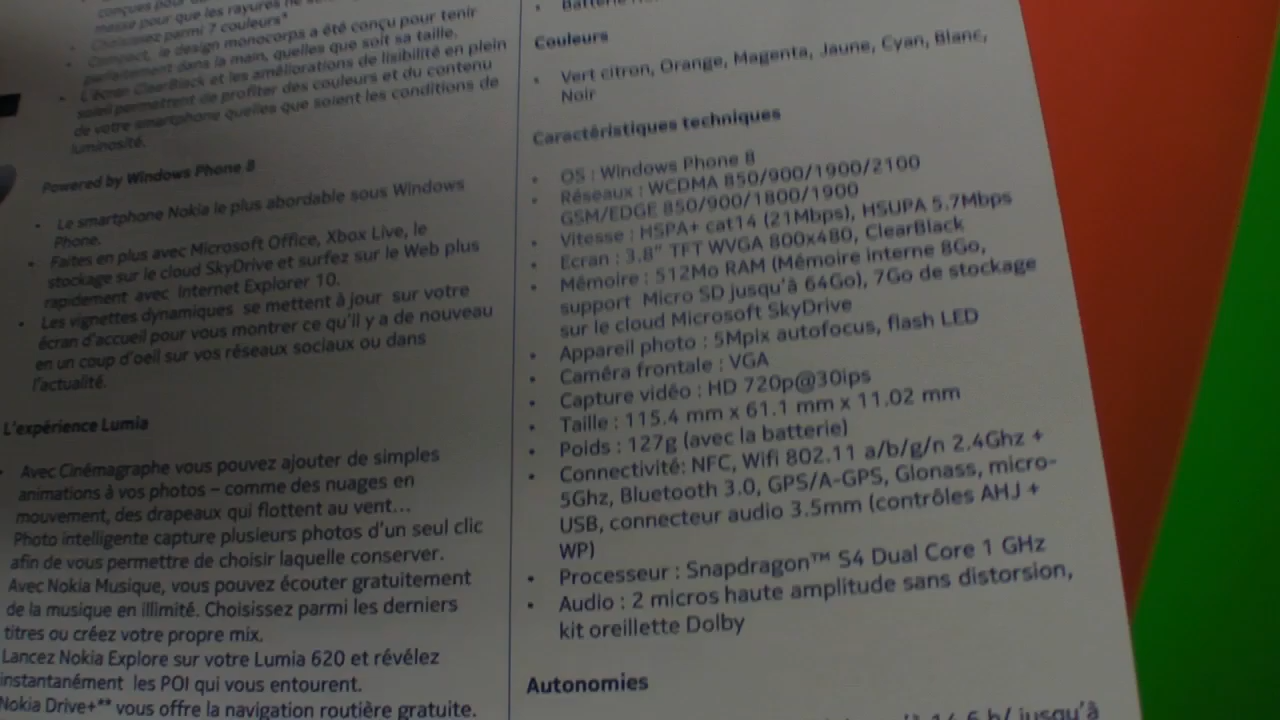 conçues pour
messe pour que les rayures ne
• Choisissez parmi 7 couleurs*
• Compact, le design monocorps a été conçu pour tenir
parfaitement dans la main, quelles que soit sa taille.
• L'écran ClearBlack et les améliorations de lisibilité en plein
soleil permettent de profiter des couleurs et du contenu
de votre smartphone quelles que soient les conditions de
luminosité.
Powered by Windows Phone 8
• Le smartphone Nokia le plus abordable sous Windows
Phone.
• Faites en plus avec Microsoft Office, Xbox Live, le
stockage sur le cloud SkyDrive et surfez sur le Web plus
rapidement avec Internet Explorer 10.
• Les vignettes dynamiques se mettent à jour sur votre
écran d'accueil pour vous montrer ce qu'il y a de nouveau
en un coup d'oeil sur vos réseaux sociaux ou dans
l'actualité.
L'expérience Lumia
• Avec Cinémagraphe vous pouvez ajouter de simples
animations à vos photos – comme des nuages en
mouvement, des drapeaux qui flottent au vent...
Photo intelligente capture plusieurs photos d'un seul clic
afin de vous permettre de choisir laquelle conserver.
Avec Nokia Musique, vous pouvez écouter gratuitement
de la musique en illimité. Choisissez parmi les derniers
titres ou créez votre propre mix.
Lancez Nokia Explore sur votre Lumia 620 et révélez
instantanément les POI qui vous entourent.
Nokia Drive+** vous offre la navigation routière gratuite.
• Batterie
Couleurs
• Vert citron, Orange, Magenta, Jaune, Cyan, Blanc,
Noir
Caractéristiques techniques
• OS : Windows Phone 8
• Réseaux : WCDMA 850/900/1900/2100
GSM/EDGE 850/900/1800/1900
• Vitesse : HSPA+ cat14 (21Mbps), HSUPA 5.7Mbps
• Ecran : 3.8" TFT WVGA 800x480, ClearBlack
• Mémoire : 512Mo RAM (Mémoire interne 8Go,
support Micro SD jusqu'à 64Go), 7Go de stockage
sur le cloud Microsoft SkyDrive
• Appareil photo : 5Mpix autofocus, flash LED
• Caméra frontale : VGA
• Capture vidéo : HD 720p@30ips
• Taille : 115.4 mm x 61.1 mm x 11.02 mm
• Poids : 127g (avec la batterie)
• Connectivité: NFC, Wifi 802.11 a/b/g/n 2.4Ghz +
5Ghz, Bluetooth 3.0, GPS/A-GPS, Glonass, micro-
USB, connecteur audio 3.5mm (contrôles AHJ +
WP)
• Processeur : Snapdragon™ S4 Dual Core 1 GHz
• Audio : 2 micros haute amplitude sans distorsion,
kit oreillette Dolby
Autonomies
14.6 h/ jusqu'à